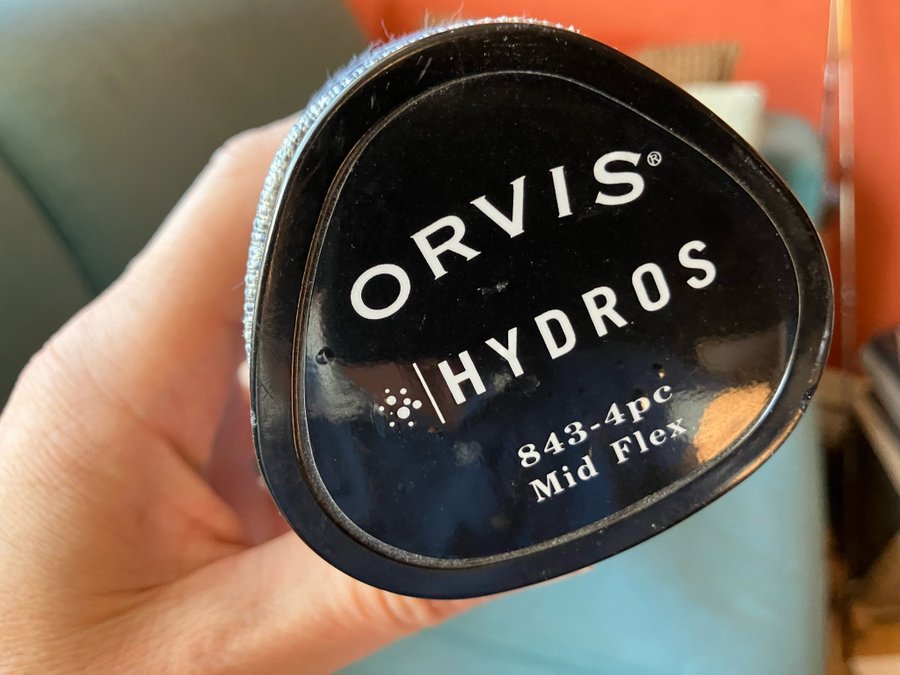 ORVIS®
HYDROS
843-4pc
Mid Flex